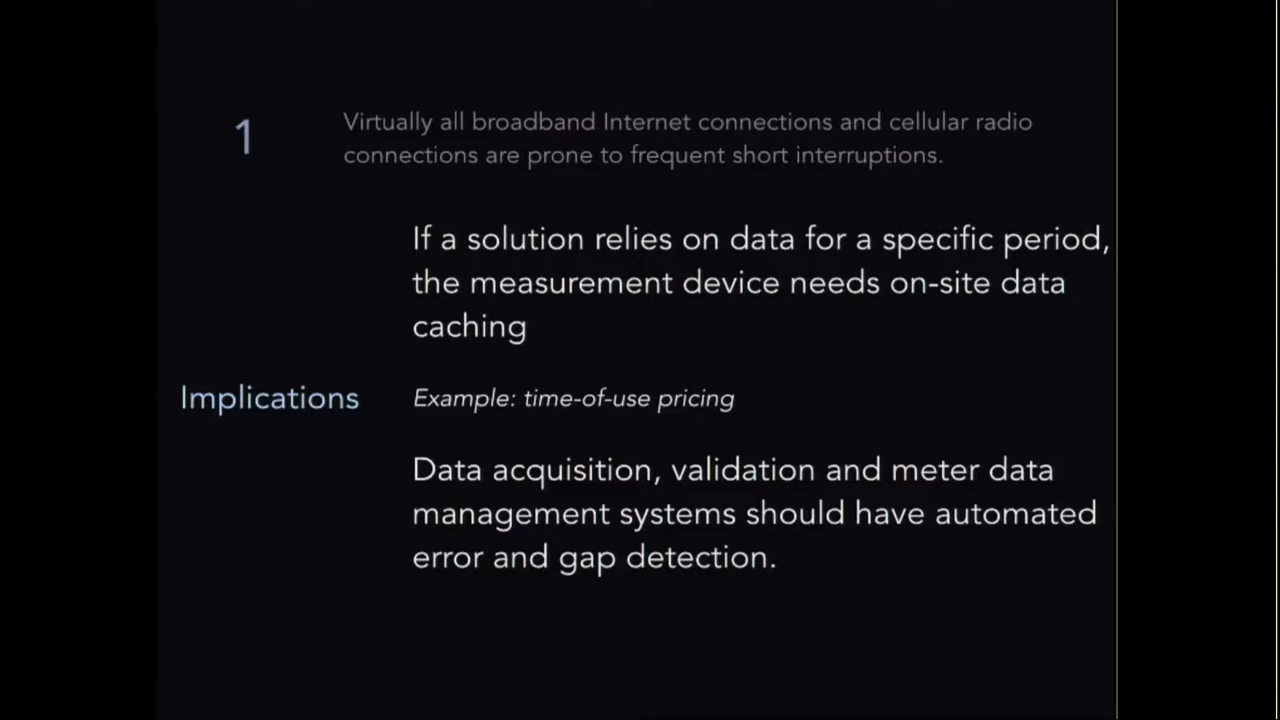 1
Virtually all broadband Internet connections and cellular radio
connections are prone to frequent short interruptions.
If a solution relies on data for a specific period,
the measurement device needs on-site data
caching
Implications
Example: time-of-use pricing
Data acquisition, validation and meter data
management systems should have automated
error and gap detection.